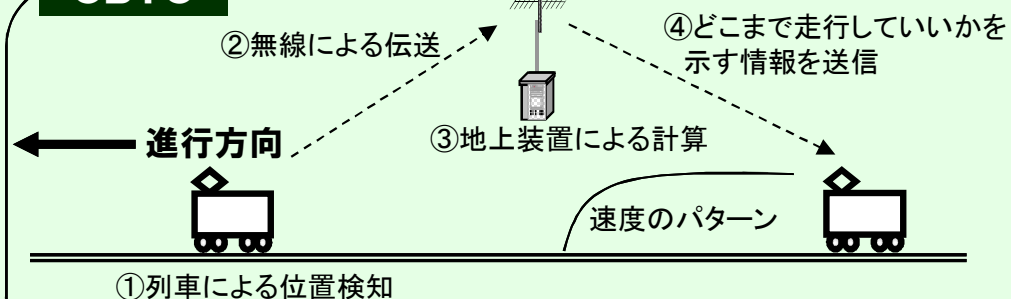 CBTC
②無線による伝送
④どこまで走行していいかを
示す情報を送信
③地上装置による計算
進行方向
速度のパターン
①列車による位置検知